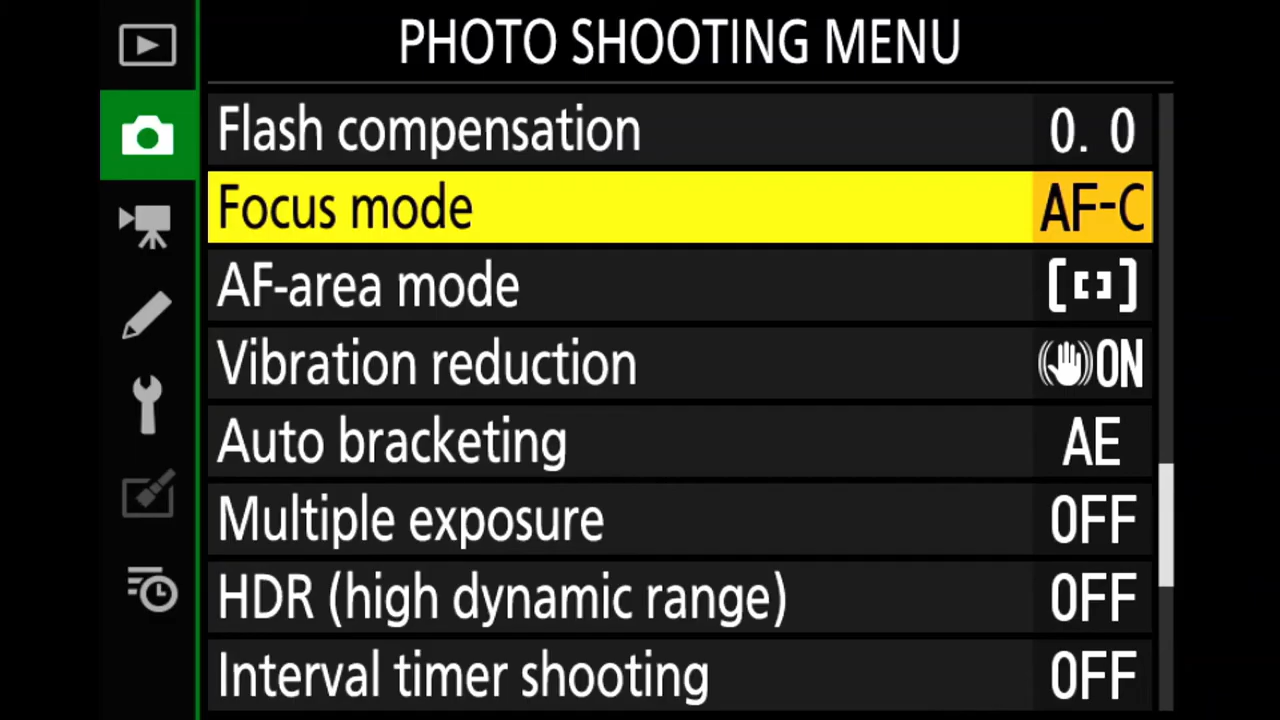 PHOTO SHOOTING MENU
Flash compensation 0. 0
Focus mode AF-C
AF-area mode
Vibration reduction ON
Auto bracketing AE
Multiple exposure OFF
HDR (high dynamic range) OFF
Interval timer shooting OFF